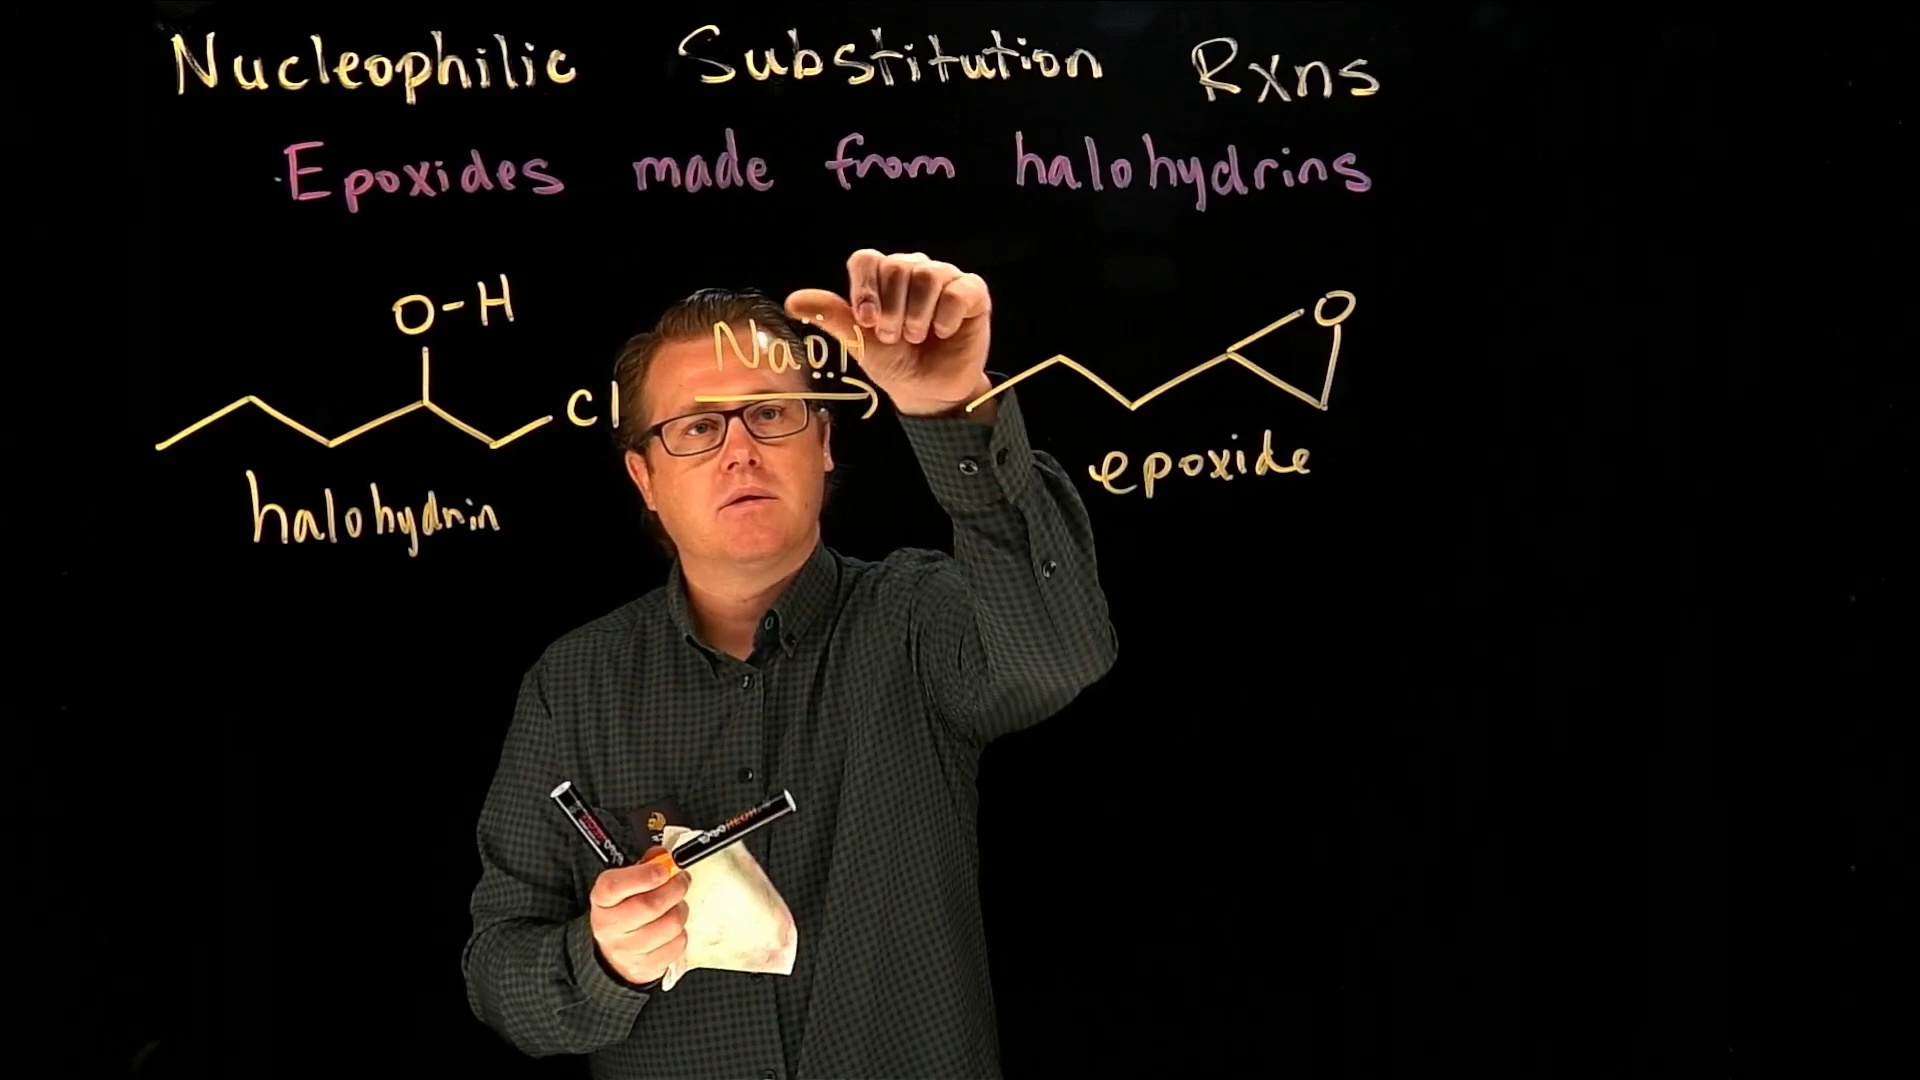 Nucleophilic Substitution Rxns
Epoxides made from halohydrins
O-H
Cl
NaOH
O
halohydrin
epoxide